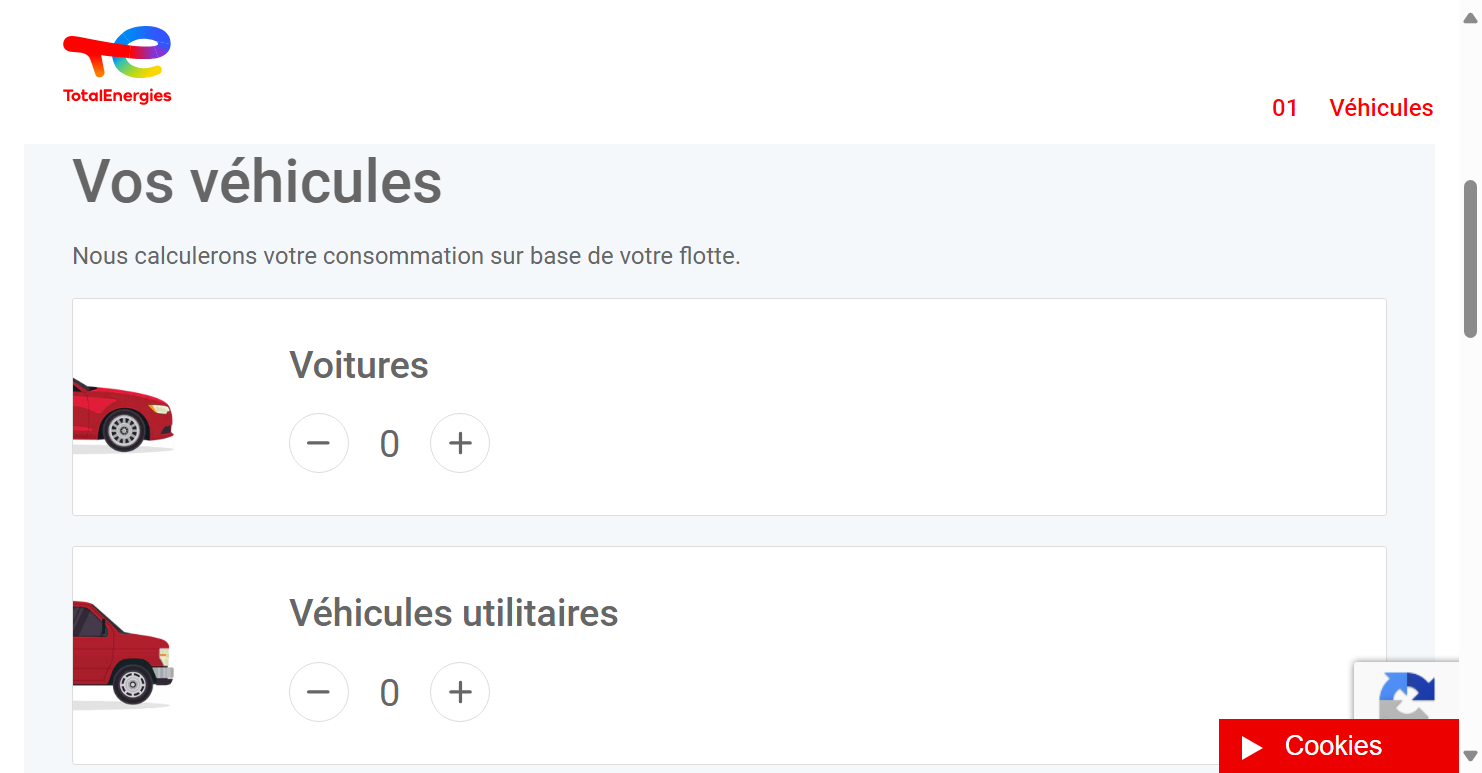 TotalEnergies
01 Véhicules
Vos véhicules
Nous calculerons votre consommation sur base de votre flotte.
Voitures
0
Véhicules utilitaires
0
Cookies